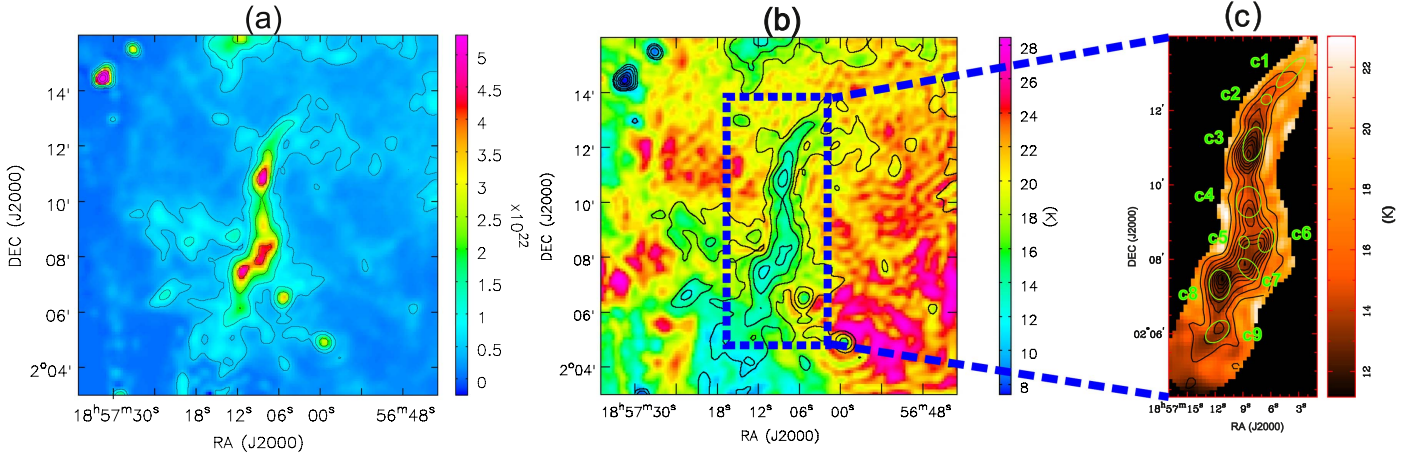 (a)
(b)
(c)
DEC (J2000)
14'
12'
10'
08'
06'
2°04'
18ʰ57ᵐ30ˢ
18ˢ
12ˢ
06ˢ
00ˢ
56ᵐ48ˢ
RA (J2000)
5
4.5
3.5
3
2.5
2
1.5
1
0.5
0
×10²²
DEC (J2000)
14'
12'
10'
08'
06'
2°04'
18ʰ57ᵐ30ˢ
18ˢ
12ˢ
06ˢ
00ˢ
56ᵐ48ˢ
RA (J2000)
28
26
24
22
20
18
16
14
12
10
8
(K)
DEC (J2000)
12'
10'
08'
02°06'
c1
c2
c3
c4
c5
c6
c7
c8
c9
18ʰ57ᵐ15ˢ
12ˢ
9ˢ
6ˢ
3ˢ
RA (J2000)
22
20
18
16
14
12
(K)